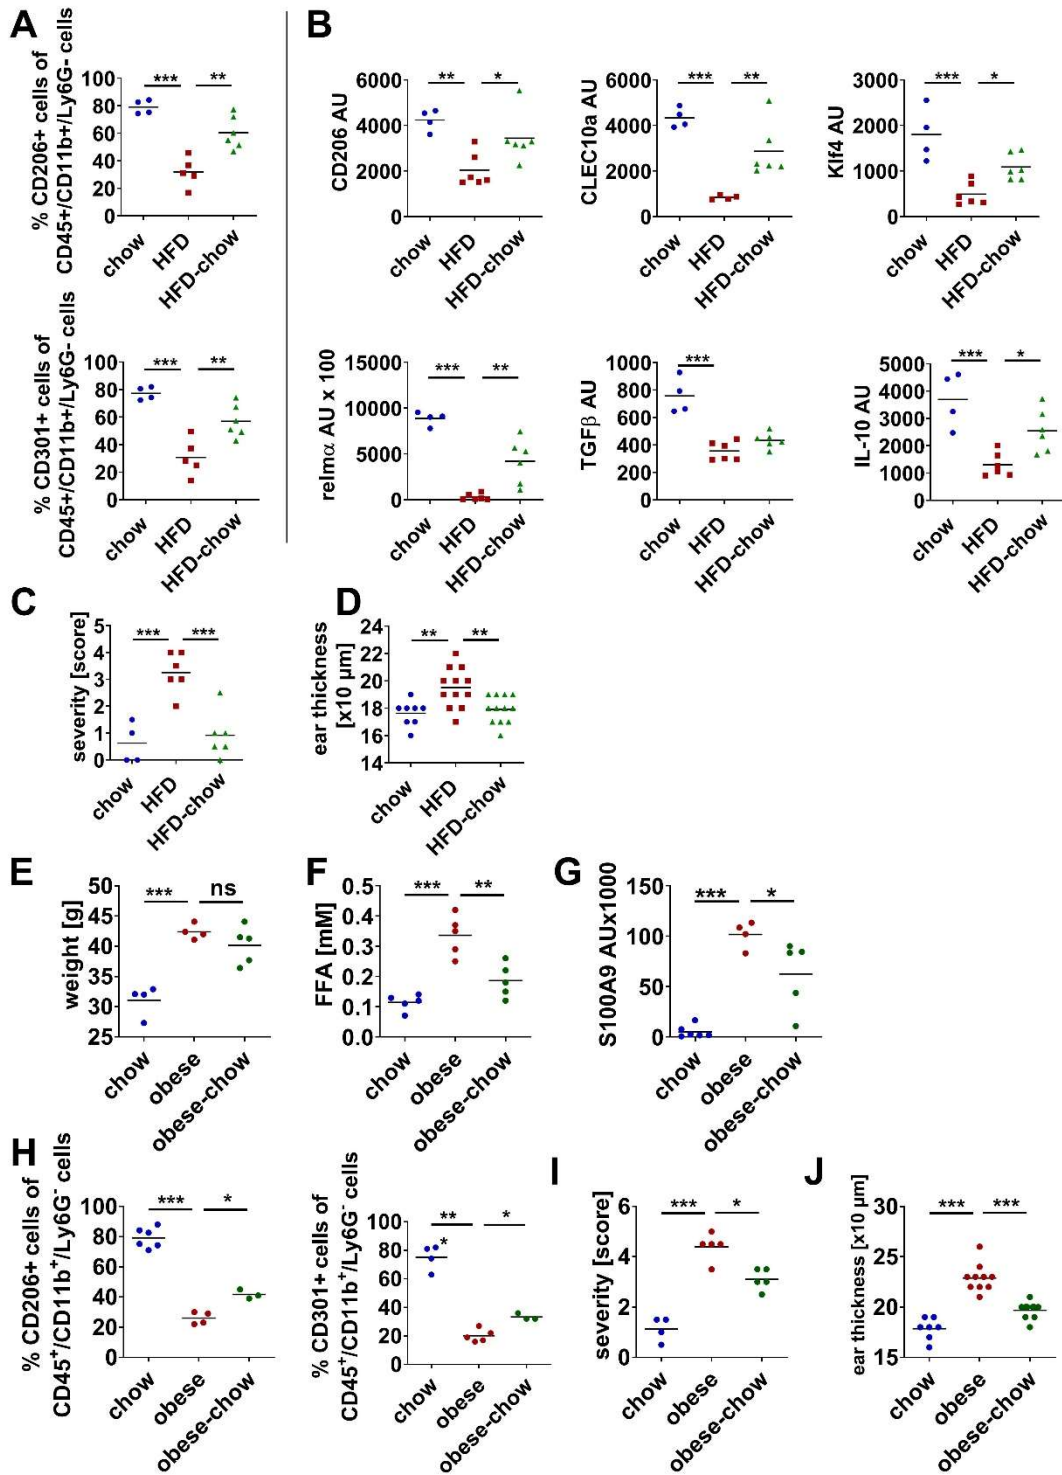 A
B
% CD206+ cells of
CD45+/CD11b+/Ly6G- cells
100
80
60
40
20
0
*** **
chow
HFD
HFD-chow
CD206 AU
6000
4000
2000
0
** *
chow
HFD
HFD-chow
CLEC10a AU
6000
4000
2000
0
*** **
chow
HFD
HFD-chow
Klf4 AU
3000
2000
1000
0
*** *
chow
HFD
HFD-chow
% CD301+ cells of
CD45+/CD11b+/Ly6G- cells
100
80
60
40
20
0
*** **
chow
HFD
HFD-chow
relmα AU x 100
15000
10000
5000
0
*** **
chow
HFD
HFD-chow
TGFβ AU
1000
800
600
400
200
0
***
chow
HFD
HFD-chow
IL-10 AU
5000
4000
3000
2000
1000
0
*** *
chow
HFD
HFD-chow
C
severity [score]
5
4
3
2
1
0
*** ***
chow
HFD
HFD-chow
D
ear thickness
[x10 µm]
24
22
20
18
16
14
** **
chow
HFD
HFD-chow
E
weight [g]
50
45
40
35
30
25
*** ns
chow
obese
obese-chow
F
FFA [mM]
0.5
0.4
0.3
0.2
0.1
0.0
*** **
chow
obese
obese-chow
G
S100A9 AUx1000
150
100
50
0
*** *
chow
obese
obese-chow
H
% CD206+ cells of
CD45⁺/CD11b⁺/Ly6G⁻ cells
100
80
60
40
20
0
*** *
chow
obese
obese-chow
% CD301+ cells of
CD45⁺/CD11b⁺/Ly6G⁻ cells
100
80
60
40
20
0
** *
*
chow
obese
obese-chow
I
severity [score]
6
4
2
0
*** *
chow
obese
obese-chow
J
ear thickness [x10 µm]
30
25
20
15
*** ***
chow
obese
obese-chow